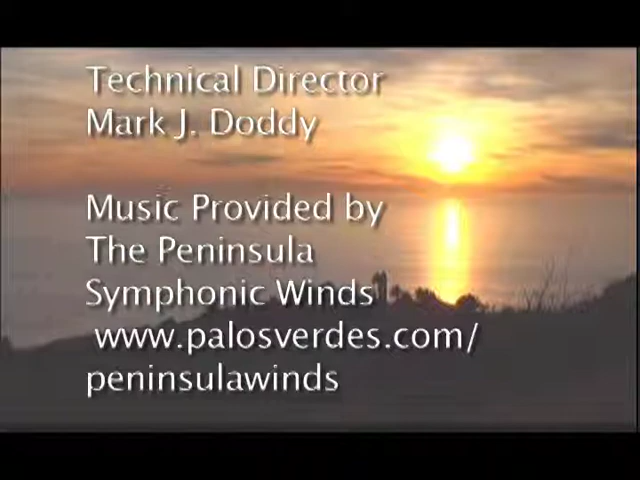 Technical Director
Mark J. Doddy
Music Provided by
The Peninsula
Symphonic Winds
www.palosverdes.com/
peninsulawinds